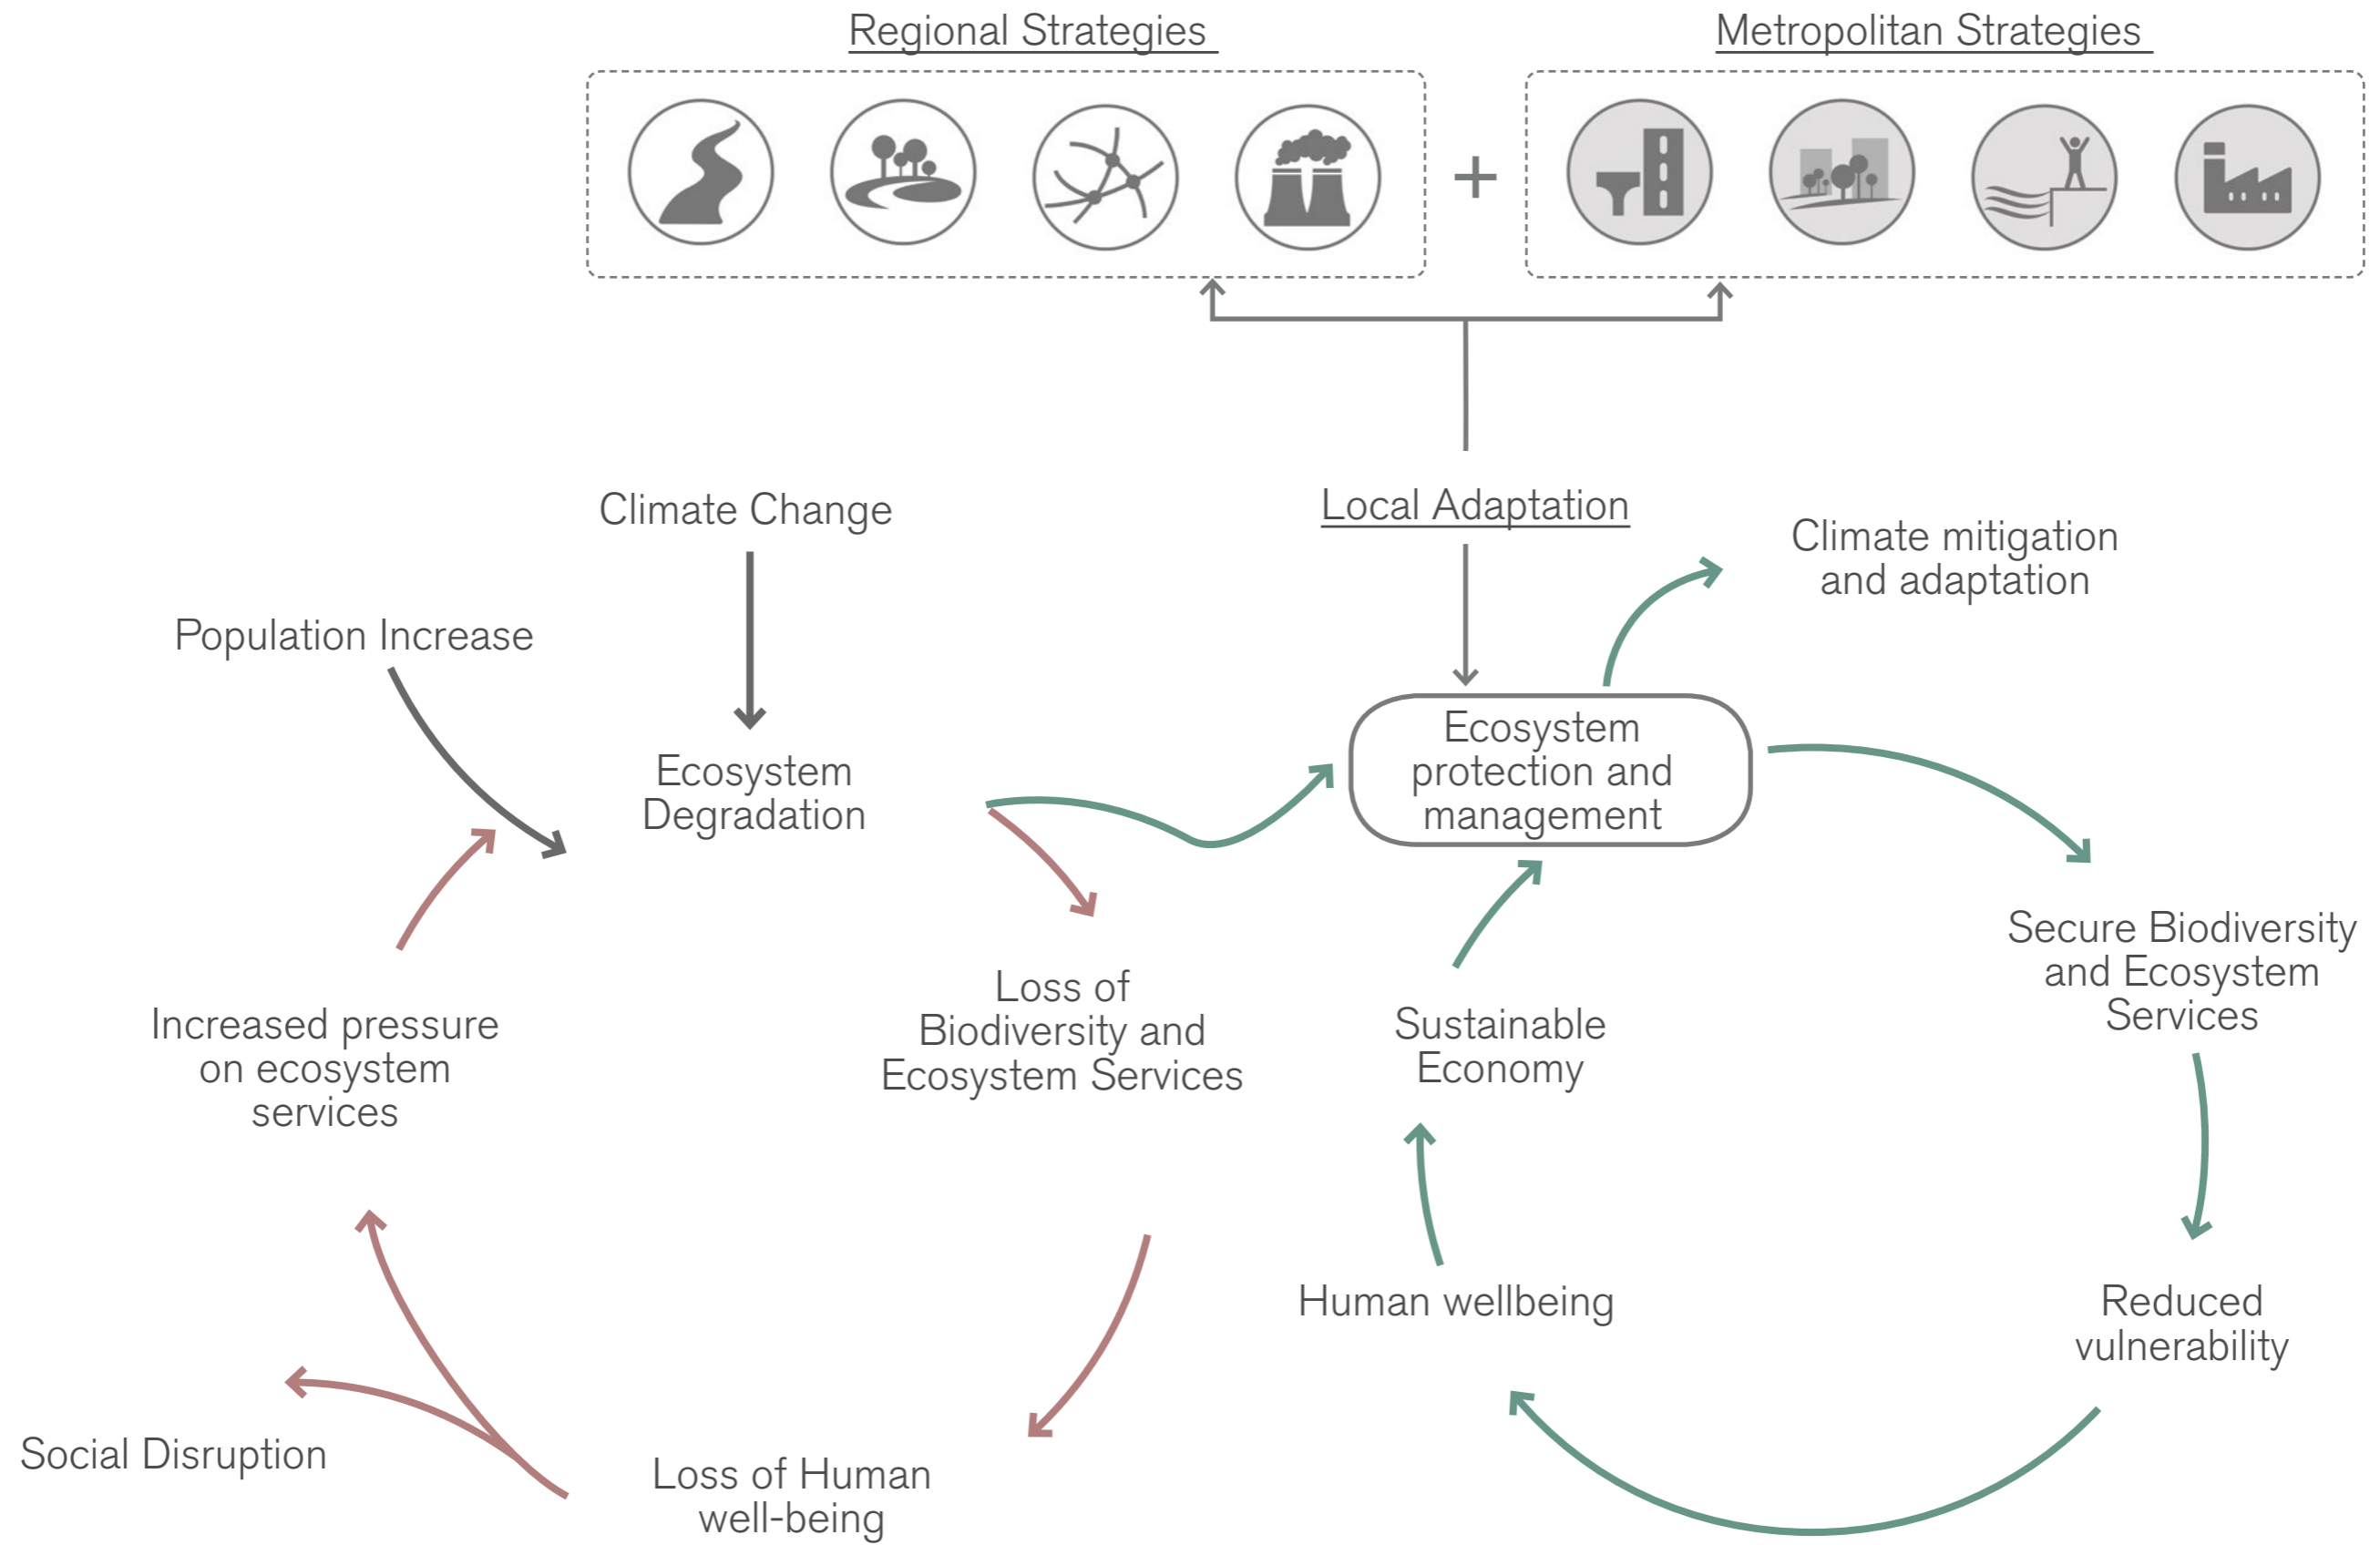 Regional Strategies
Metropolitan Strategies
+
Climate Change
Local Adaptation
Climate mitigation
and adaptation
Population Increase
Ecosystem
Degradation
Ecosystem
protection and
management
Secure Biodiversity
and Ecosystem
Services
Loss of
Biodiversity and
Ecosystem Services
Sustainable
Economy
Increased pressure
on ecosystem
services
Human wellbeing
Reduced
vulnerability
Social Disruption
Loss of Human
well-being